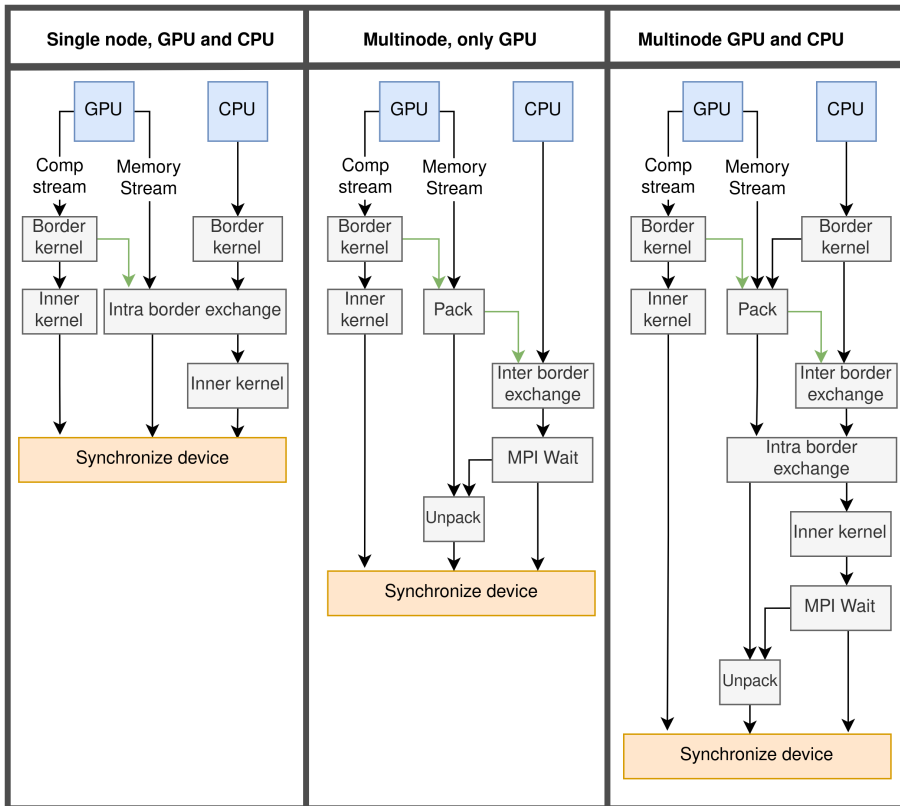 Single node, GPU and CPU
GPU
CPU
Comp
stream
Memory
Stream
Border
kernel
Border
kernel
Inner
kernel
Intra border exchange
Inner kernel
Synchronize device
Multinode, only GPU
GPU
CPU
Comp
stream
Memory
Stream
Border
kernel
Inner
kernel
Pack
Inter border
exchange
MPI Wait
Unpack
Synchronize device
Multinode GPU and CPU
GPU
CPU
Comp
stream
Memory
Stream
Border
kernel
Border
kernel
Inner
kernel
Pack
Inter border
exchange
Intra border
exchange
Inner kernel
MPI Wait
Unpack
Synchronize device